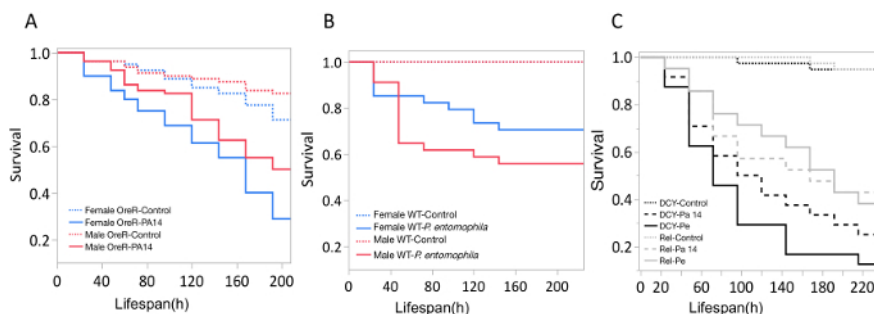 A
B
C
1.0
0.8
0.6
0.4
0.2
Survival
Female OreR-Control
Female OreR-PA14
Male OreR-Control
Male OreR-PA14
0 40 80 120 160 200
Lifespan(h)
1.0
0.8
0.6
0.4
0.2
Survival
Female WT-Control
Female WT-P. entomophila
Male WT-Control
Male WT-P. entomophila
0 40 80 120 160 200
Lifespan(h)
1.0
0.8
0.6
0.4
0.2
Survival
DCY-Control
DCY-Pa 14
DCY-Pe
Rel-Control
Rel-Pa 14
Rel-Pe
0 20 60 100 140 180 220
Lifespan(h)